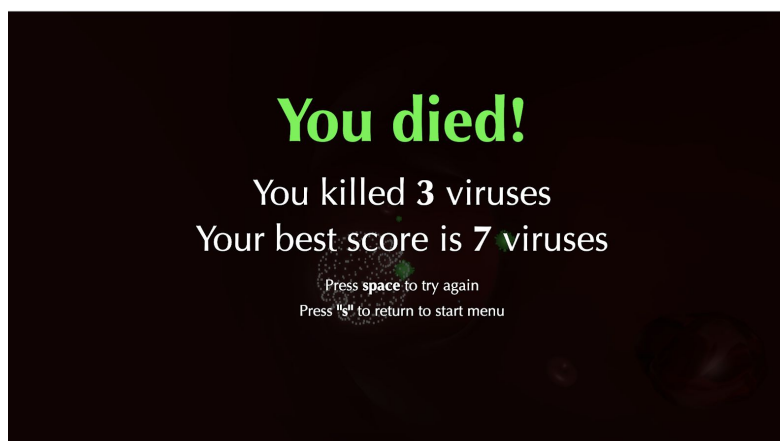 You died!
You killed 3 viruses
Your best score is 7 viruses
Press space to try again
Press "s" to return to start menu